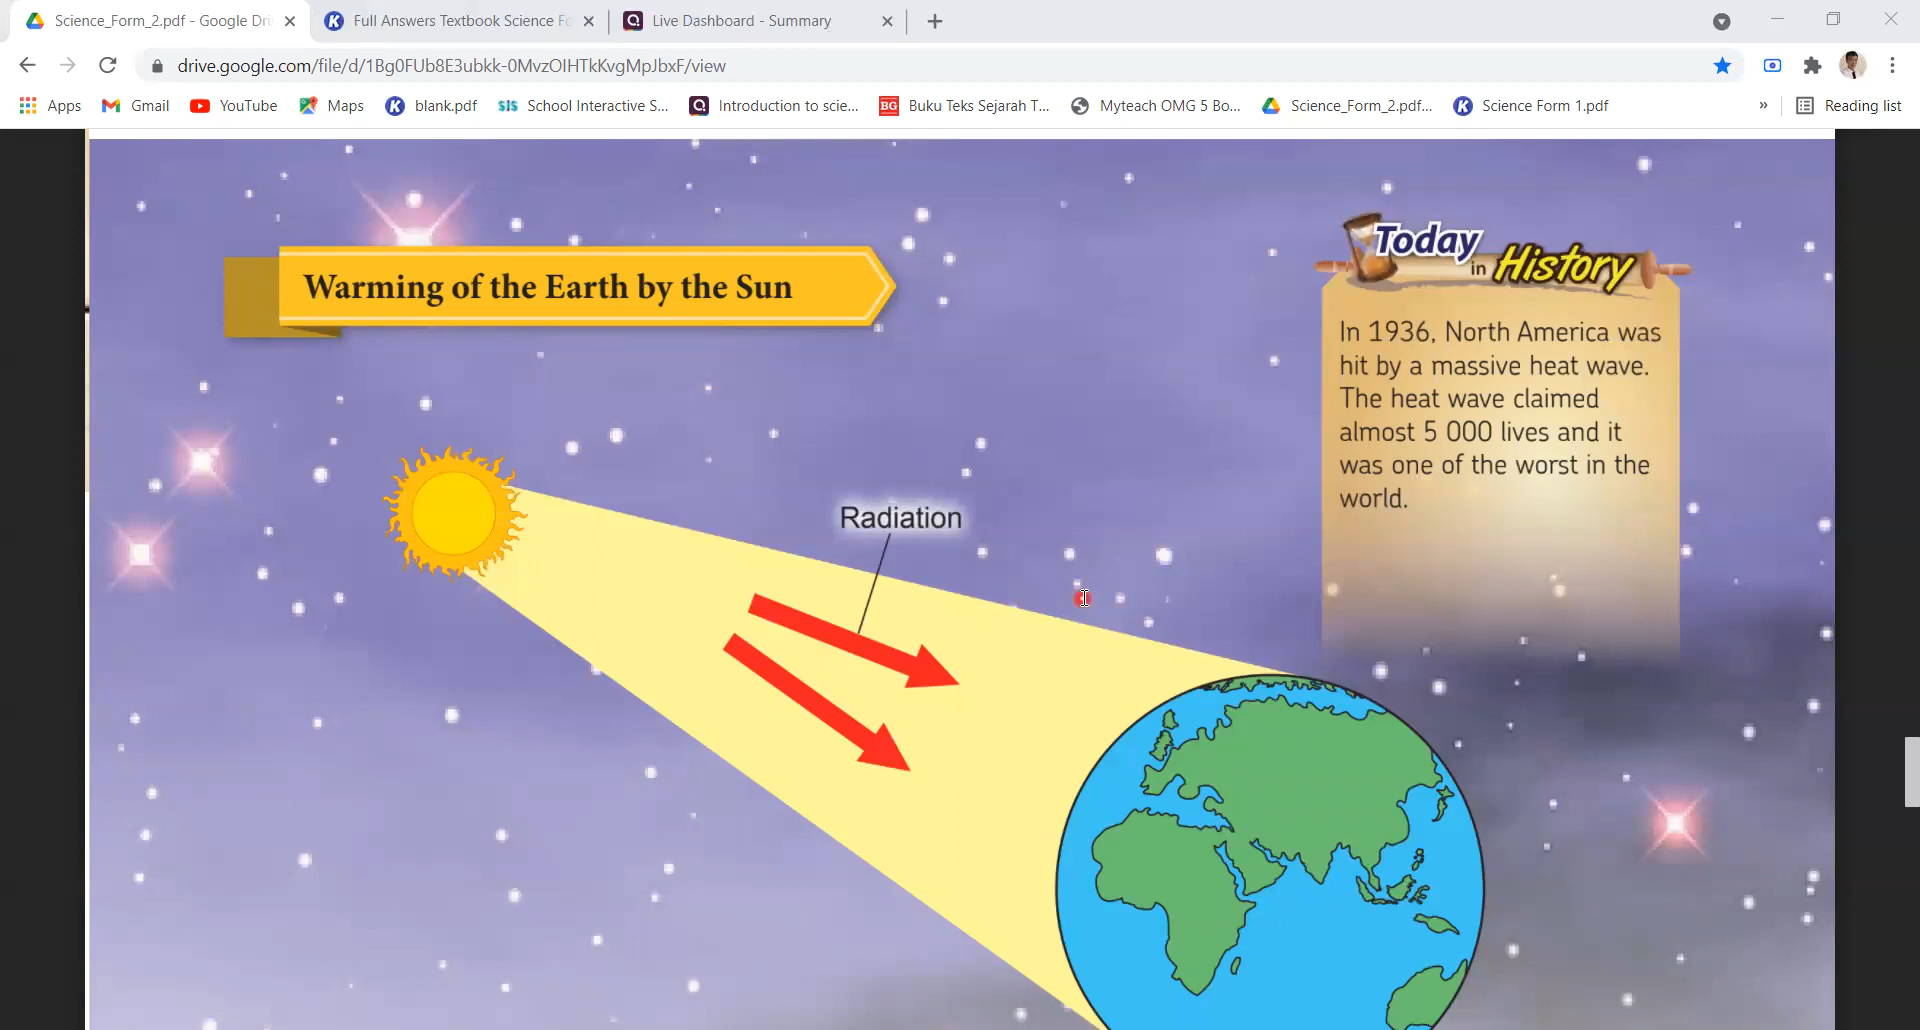 Science_Form_2.pdf - Google Dri
Full Answers Textbook Science Fo
Live Dashboard - Summary
drive.google.com/file/d/1Bg0FUb8E3ubkk-0MvzOIHTkKvgMpJbxF/view
Apps
Gmail
YouTube
Maps
blank.pdf
SIS
School Interactive S...
Introduction to scie...
BG
Buku Teks Sejarah T...
Myteach OMG 5 Bo...
Science_Form_2.pdf...
Science Form 1.pdf
»
Reading list
Warming of the Earth by the Sun
Today
in History
In 1936, North America was
hit by a massive heat wave.
The heat wave claimed
almost 5 000 lives and it
was one of the worst in the
world.
Radiation